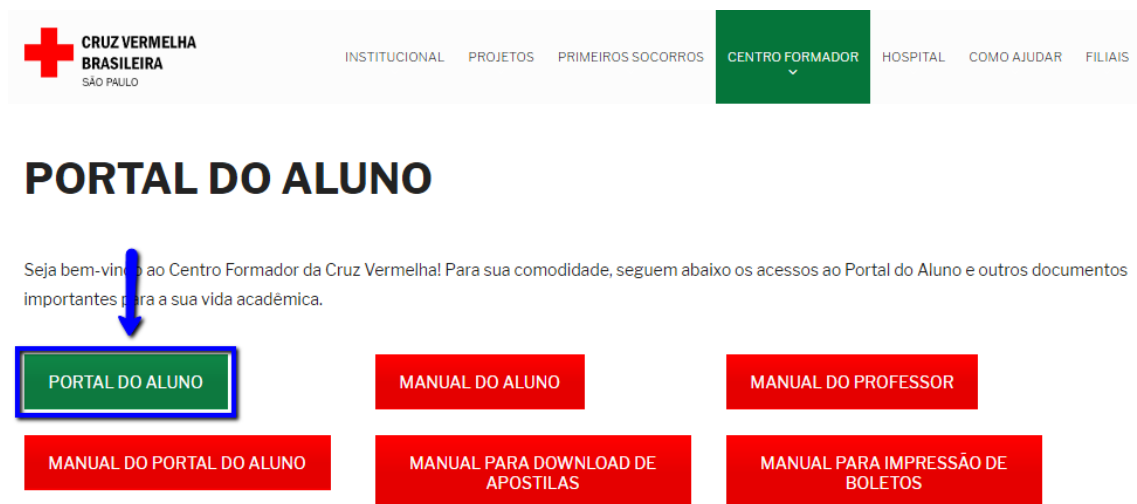 CRUZ VERMELHA
BRASILEIRA
SÃO PAULO
INSTITUCIONAL PROJETOS PRIMEIROS SOCORROS CENTRO FORMADOR HOSPITAL COMO AJUDAR FILIAIS
PORTAL DO ALUNO
Seja bem-vindo ao Centro Formador da Cruz Vermelha! Para sua comodidade, seguem abaixo os acessos ao Portal do Aluno e outros documentos
importantes para a sua vida acadêmica.
PORTAL DO ALUNO MANUAL DO ALUNO MANUAL DO PROFESSOR
MANUAL DO PORTAL DO ALUNO
MANUAL PARA DOWNLOAD DE
APOSTILAS
MANUAL PARA IMPRESSÃO DE
BOLETOS